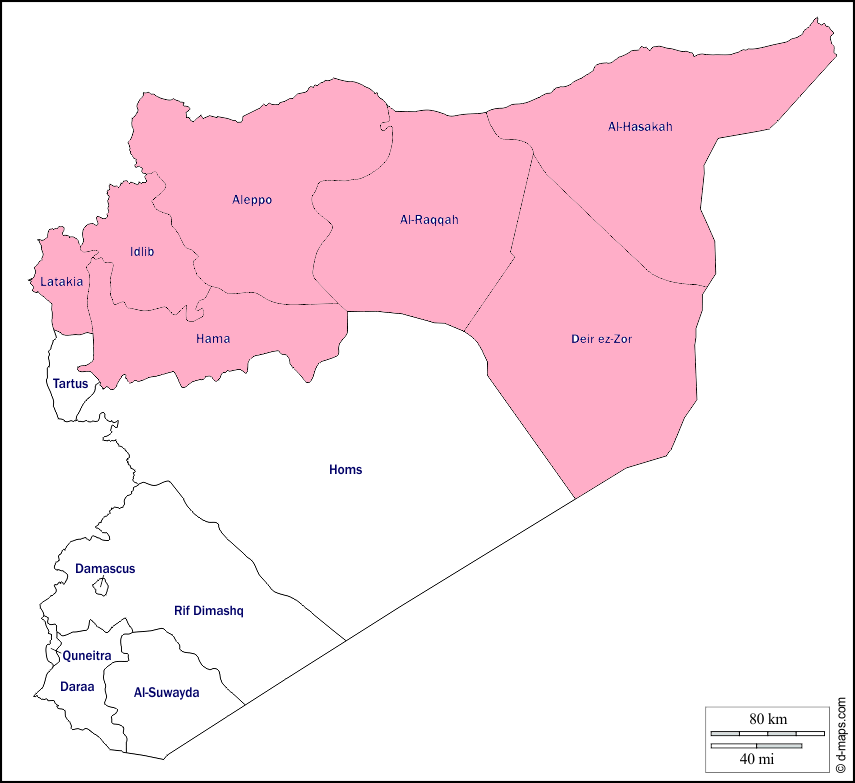 Al-Hasakah
Aleppo
Al-Raqqah
Idlib
Latakia
Hama
Deir ez-Zor
Tartus
Homs
Damascus
Rif Dimashq
Quneitra
Daraa
Al-Suwayda
80 km
40 mi
© d-maps.com